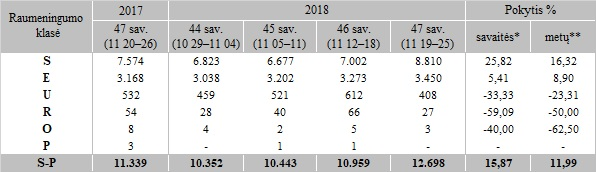 Raumeningumo klasė 2017 2018 Pokytis %
47 sav. (11 20–26) 44 sav. (10 29–11 04) 45 sav. (11 05–11) 46 sav. (11 12–18) 47 sav. (11 19–25) savaitės* metų**
S 7.574 6.823 6.677 7.002 8.810 25,82 16,32
E 3.168 3.038 3.202 3.273 3.450 5,41 8,90
U 532 459 521 612 408 -33,33 -23,31
R 54 28 40 66 27 -59,09 -50,00
O 8 4 2 5 3 -40,00 -62,50
P 3 - 1 1 - - -
S-P 11.339 10.352 10.443 10.959 12.698 15,87 11,99